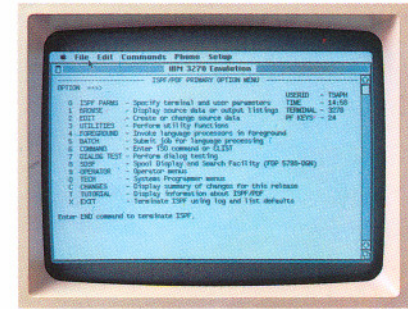 File Edit Commands Phone Setup
IBM 3270 Emulation
ISPF/PDF PRIMARY OPTION MENU
OPTION ===>
USERID - TSAPH
0 ISPF PARMS - Specify terminal and user parameters TIME - 14:50
1 BROWSE - Display source data or output listings TERMINAL - 3270
2 EDIT - Create or change source data PF KEYS - 24
3 UTILITIES - Perform utility functions
4 FOREGROUND - Invoke language processors in foreground
5 BATCH - Submit job for language processing
6 COMMAND - Enter TSO command or CLIST
7 DIALOG TEST - Perform dialog testing
8 SDSF - Spool Display and Search Facility
9 OPERATOR - Operator menus
TECH - Systems Programmer menus
C CHANGES - Display summary of changes for this release
T TUTORIAL - Display information about ISPF/PDF
X EXIT - Terminate ISPF using log and list defaults
Enter END command to terminate ISPF.